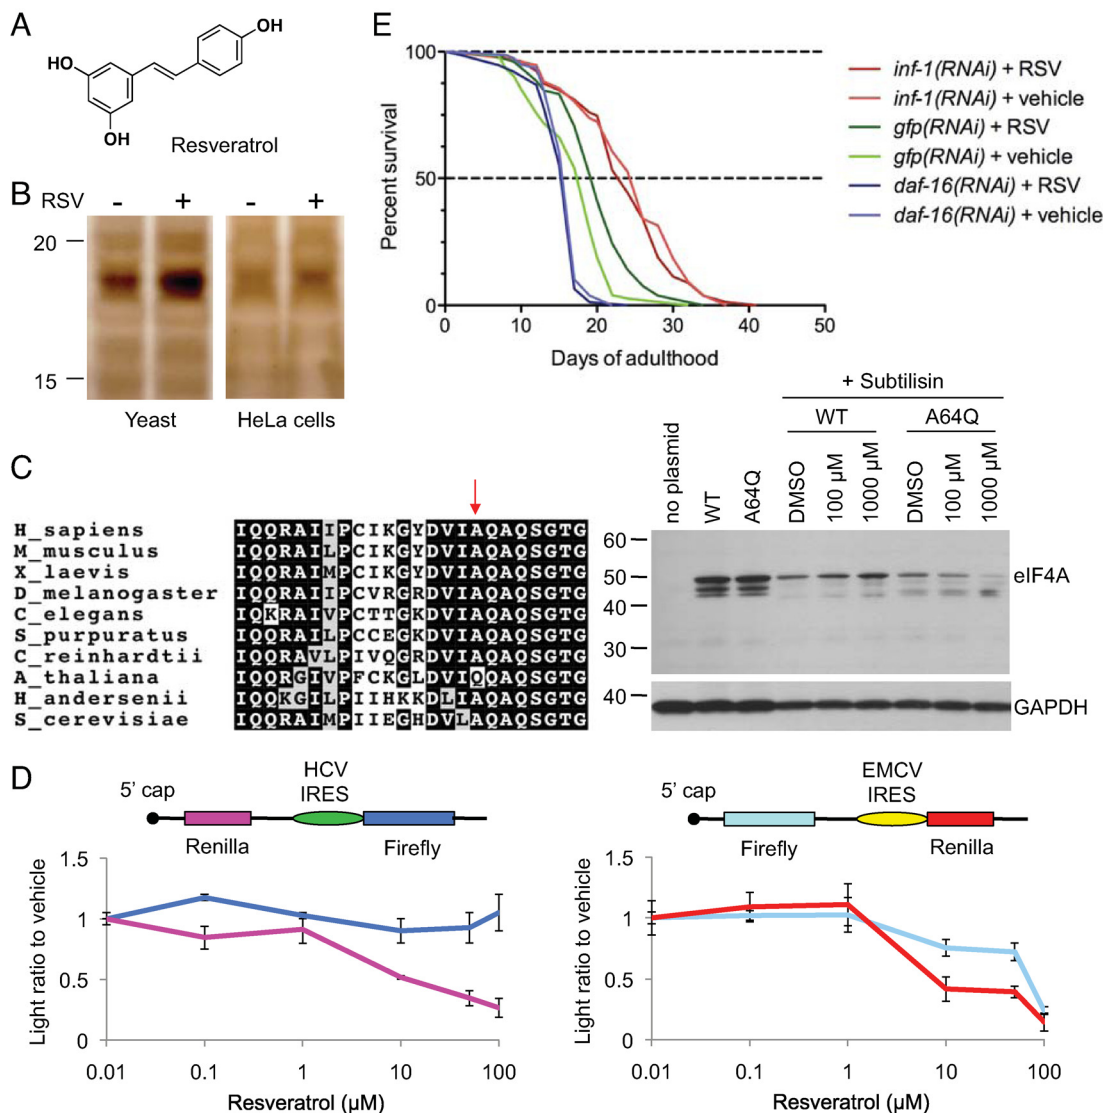 A
OH
HO
OH
Resveratrol
B
RSV - + - +
20
15
Yeast HeLa cells
E
100
50
0
0 10 20 30 40 50
Percent survival
Days of adulthood
inf-1(RNAi) + RSV
inf-1(RNAi) + vehicle
gfp(RNAi) + RSV
gfp(RNAi) + vehicle
daf-16(RNAi) + RSV
daf-16(RNAi) + vehicle
C
H_sapiens IQQRAIIPCIKGYDVIAQAQSGTG
M_musculus IQQRAILPCIKGYDVIAQAQSGTG
X_laevis IQQRAIMPCIKGYDVIAQAQSGTG
D_melanogaster IQQRAIIPCVRGRDVIAQAQSGTG
C_elegans IQKRAIVPCTTGKDVIAQAQSGTG
S_purpuratus IQQRAILPCCEGKDVIAQAQSGTG
C_reinhardtii IQQRAVLPIVQGRDVIAQAQSGTG
A_thaliana IQQRGIVPFCKGLDVIQQAQSGTG
H_andersenii IQQKGILPIIHKKDLIAQAQSGTG
S_cerevisiae IQQRAIMPIIEGHDVLAQAQSGTG
+ Subtilisin
WT A64Q
no plasmid
WT
A64Q
DMSO
100 µM
1000 µM
DMSO
100 µM
1000 µM
60
50
40
30
eIF4A
40
GAPDH
D
5' cap
HCV
IRES
Renilla Firefly
1.5
1
0.5
0
Light ratio to vehicle
0.01 0.1 1 10 100
Resveratrol (µM)
5' cap
EMCV
IRES
Firefly Renilla
1.5
1
0.5
0
Light ratio to vehicle
0.01 0.1 1 10 100
Resveratrol (µM)